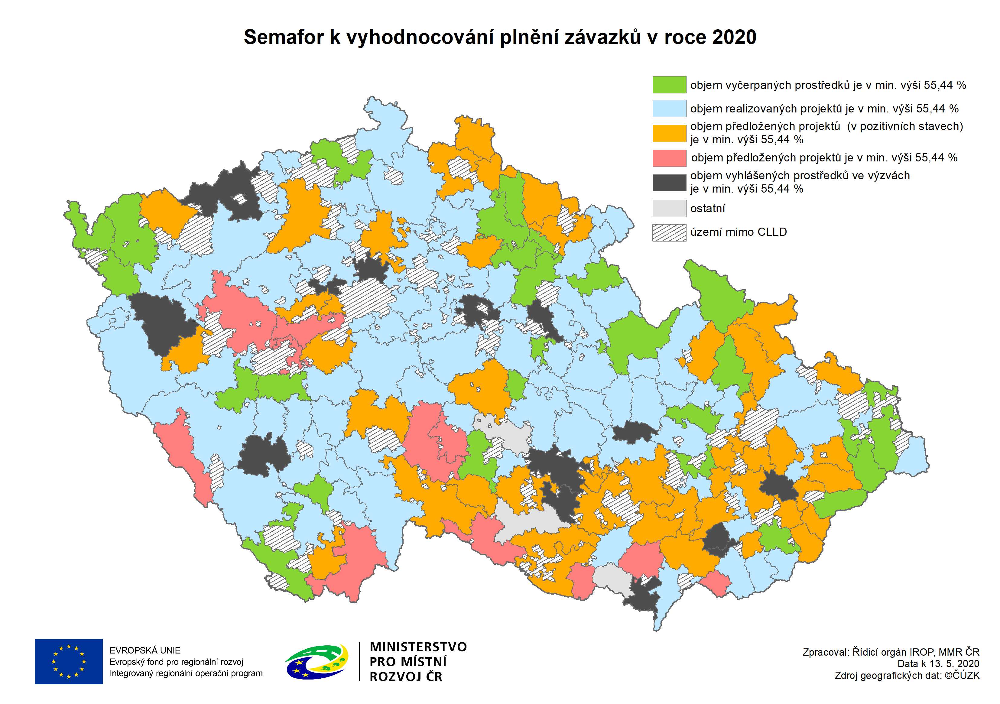 Semafor k vyhodnocování plnění závazků v roce 2020
objem vyčerpaných prostředků je v min. výši 55,44 %
objem realizovaných projektů je v min. výši 55,44 %
objem předložených projektů (v pozitivních stavech)
je v min. výši 55,44 %
objem předložených projektů je v min. výši 55,44 %
objem vyhlášených prostředků ve výzvách
je v min. výši 55,44 %
ostatní
území mimo CLLD
EVROPSKÁ UNIE
Evropský fond pro regionální rozvoj
Integrovaný regionální operační program
MINISTERSTVO
PRO MÍSTNÍ
ROZVOJ ČR
Zpracoval: Řídicí orgán IROP, MMR ČR
Data k 13. 5. 2020
Zdroj geografických dat: ©ČÚZK